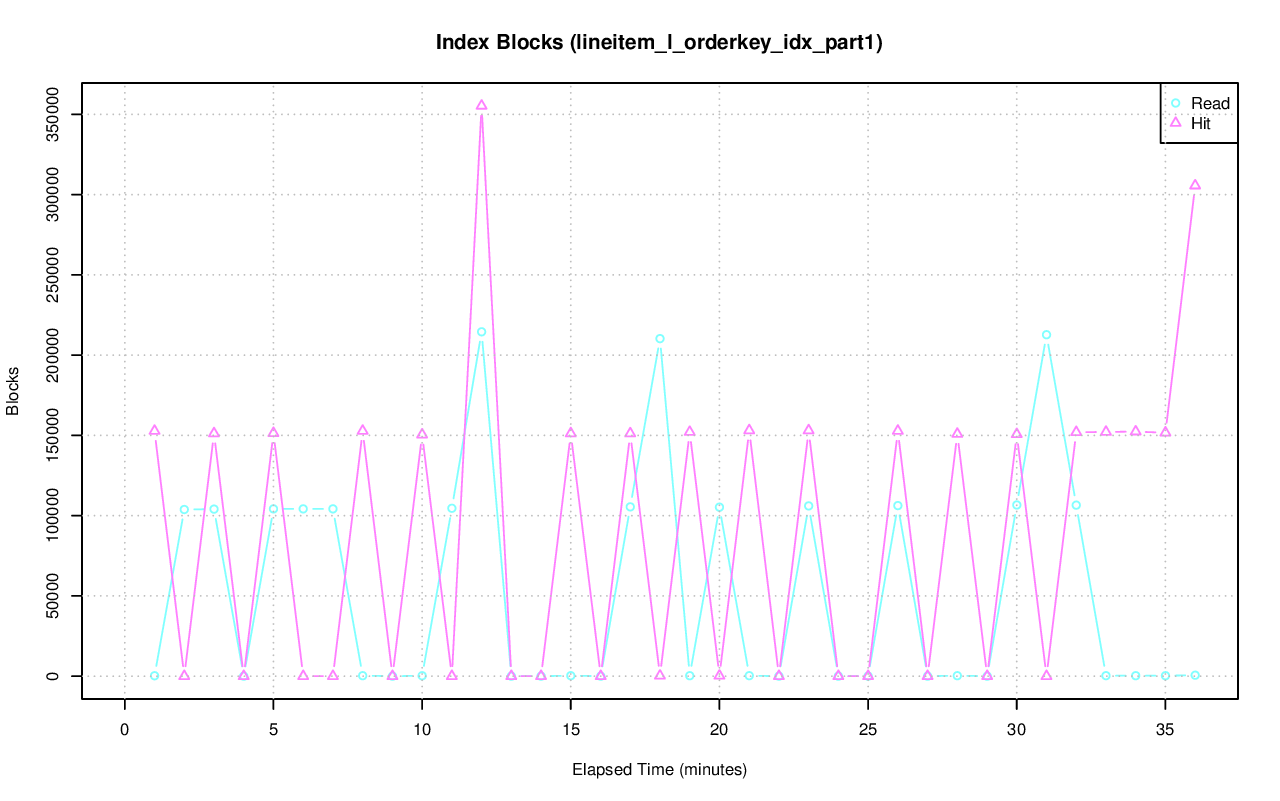 Index Blocks (lineitem_l_orderkey_idx_part1)
Read
Hit
Blocks
350000
300000
250000
200000
150000
100000
50000
0
0 5 10 15 20 25 30 35
Elapsed Time (minutes)